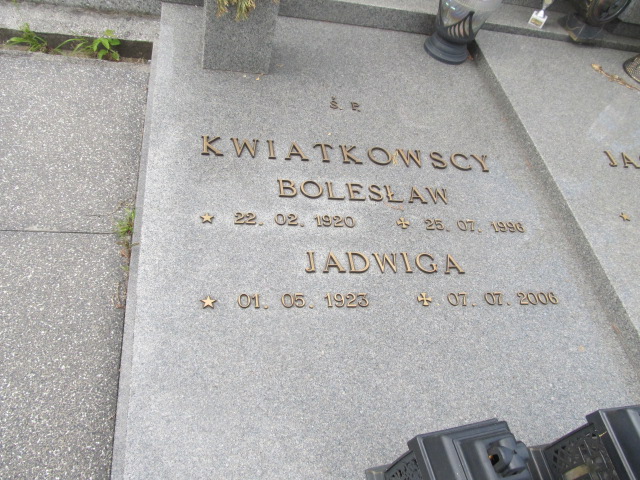 Ś. P.
KWIATKOWSCY
BOLESŁAW
22. 02. 1920 25. 07. 1996
JADWIGA
01. 05. 1923 07. 07. 2006